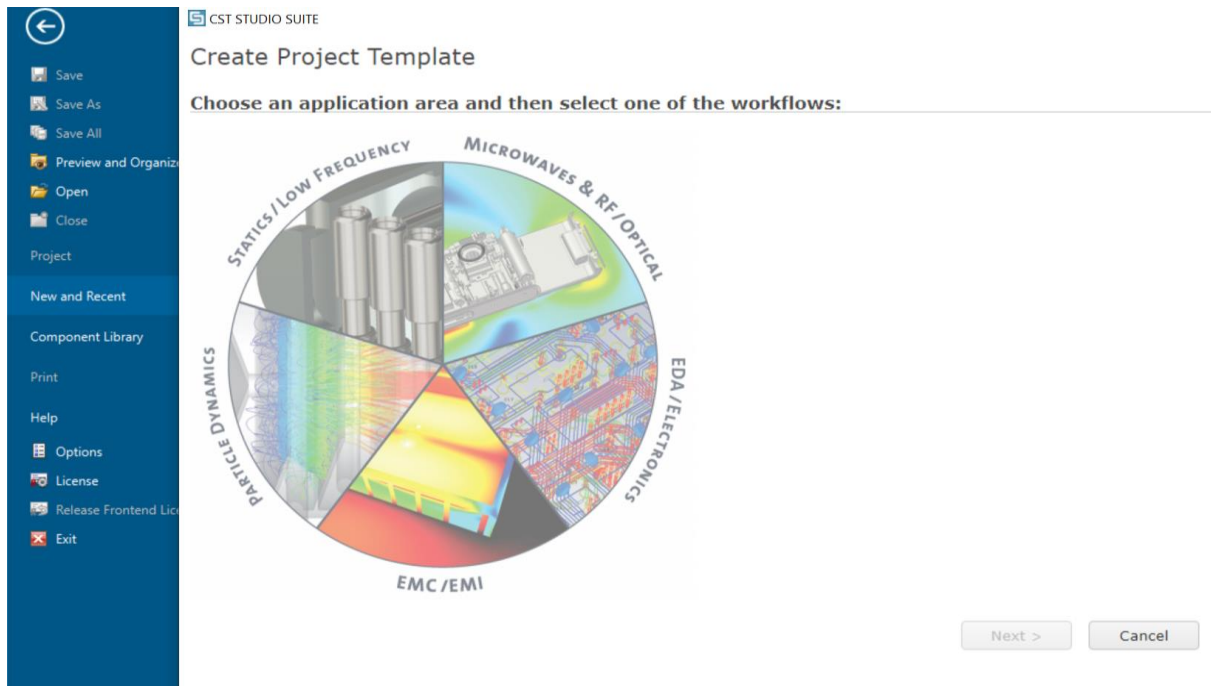 CST STUDIO SUITE
Create Project Template
Choose an application area and then select one of the workflows:
Save
Save As
Save All
Preview and Organiz
Open
Close
Project
New and Recent
Component Library
Print
Help
Options
License
Release Frontend Lic
Exit
STATICS / LOW FREQUENCY
MICROWAVES & RF / OPTICAL
EDA / ELECTRONICS
EMC / EMI
PARTICLE DYNAMICS
Next >
Cancel